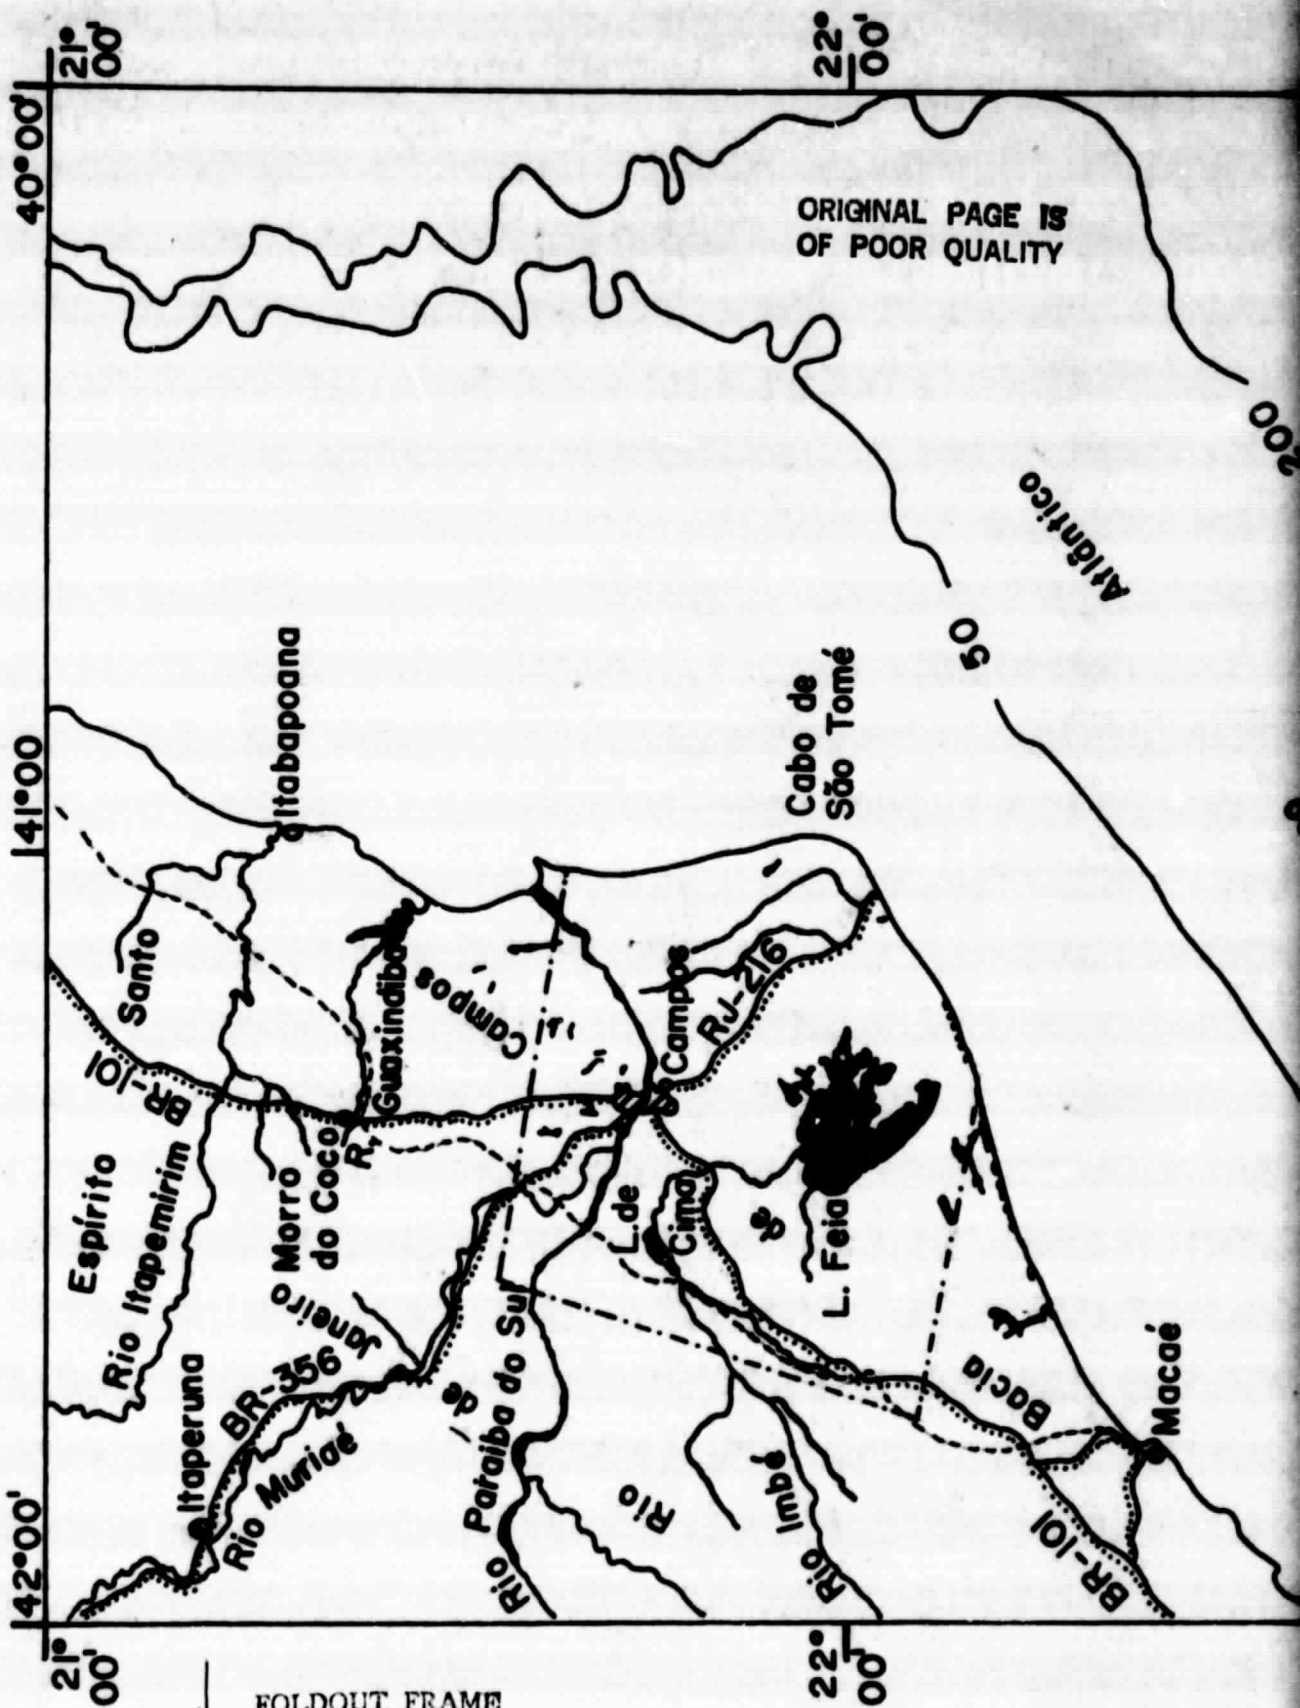 42°00'
41°00
40°00'
21°
00'
21°
00'
22°
00'
22°
00'
ORIGINAL PAGE IS
OF POOR QUALITY
Espírito
Santo
Rio Itapemirim
BR-101
Itabapoana
Morro
do Coco
Guaxindiba
Campos
de
Itaperuna
BR-356
Janeiro
Rio Muriaé
Rio
Paraiba do Sul
de
Rio
Rio
Imbé
L.de
Cima
Campos
RJ-216
Cabo de
São Tomé
L. Feia
Bacia
BR-101
Macaé
50
200
Atlântico
FOLDOUT FRAME